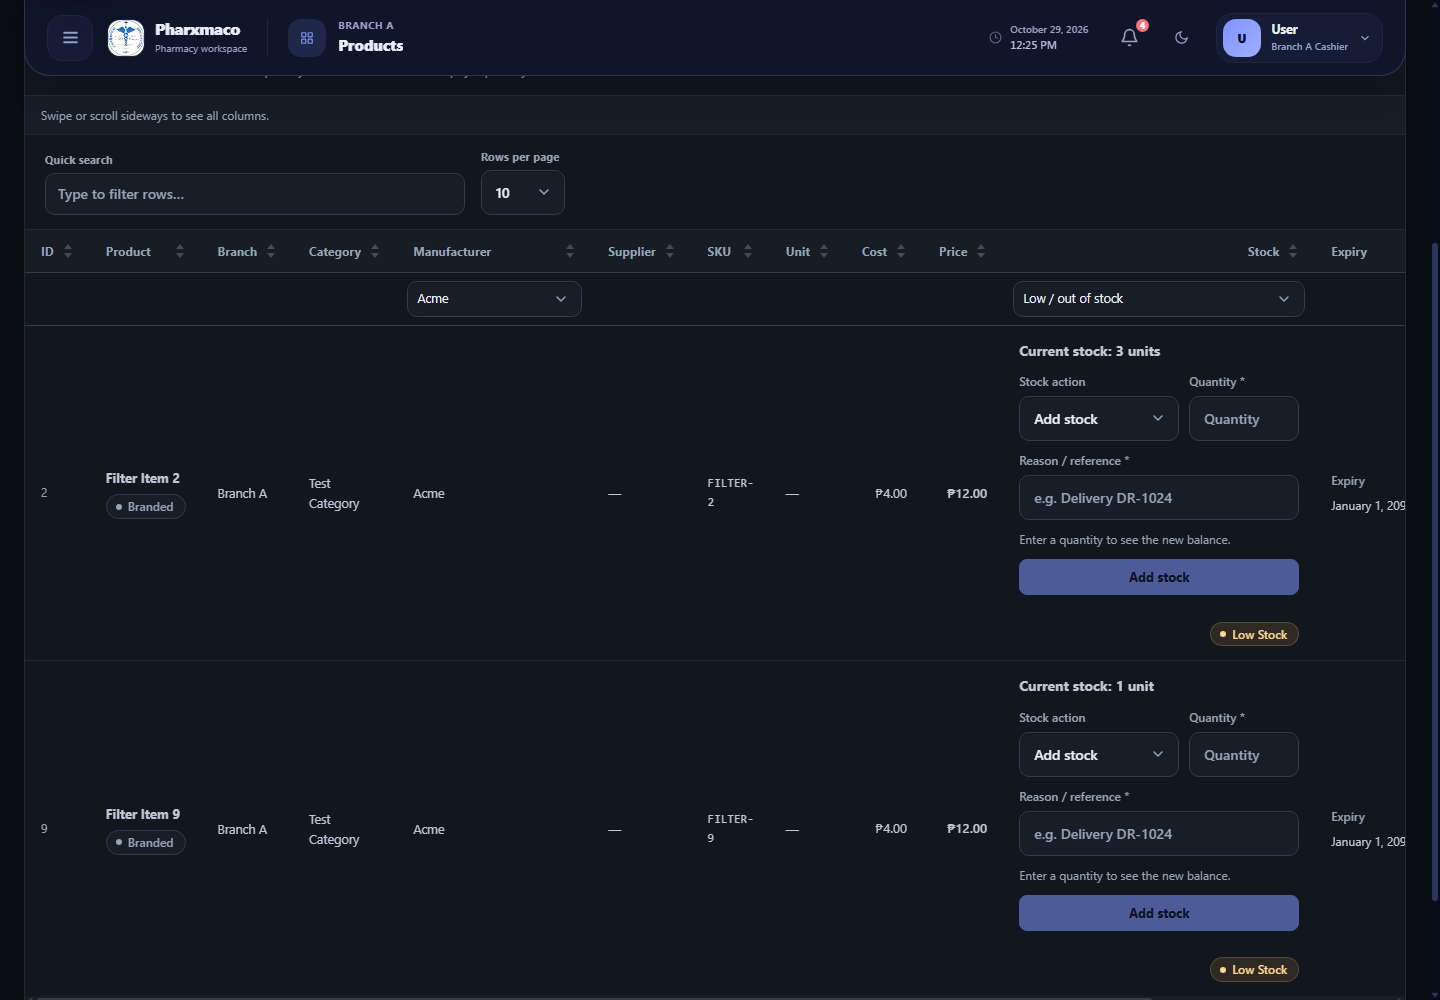 Pharxmaco
Pharmacy workspace
BRANCH A
Products
October 29, 2026
12:25 PM
4
U
User
Branch A Cashier
Swipe or scroll sideways to see all columns.
Quick search
Rows per page
Type to filter rows...
10
ID Product Branch Category Manufacturer Supplier SKU Unit Cost Price Stock Expiry
Acme
Low / out of stock
Current stock: 3 units
Stock action Quantity *
Add stock Quantity
Reason / reference *
e.g. Delivery DR-1024
Enter a quantity to see the new balance.
Add stock
Low Stock
2
Filter Item 2
Branded
Branch A
Test
Category
Acme
—
FILTER-
2
—
₱4.00
₱12.00
Expiry
January 1, 209
Current stock: 1 unit
Stock action Quantity *
Add stock Quantity
Reason / reference *
e.g. Delivery DR-1024
Enter a quantity to see the new balance.
Add stock
Low Stock
9
Filter Item 9
Branded
Branch A
Test
Category
Acme
—
FILTER-
9
—
₱4.00
₱12.00
Expiry
January 1, 209